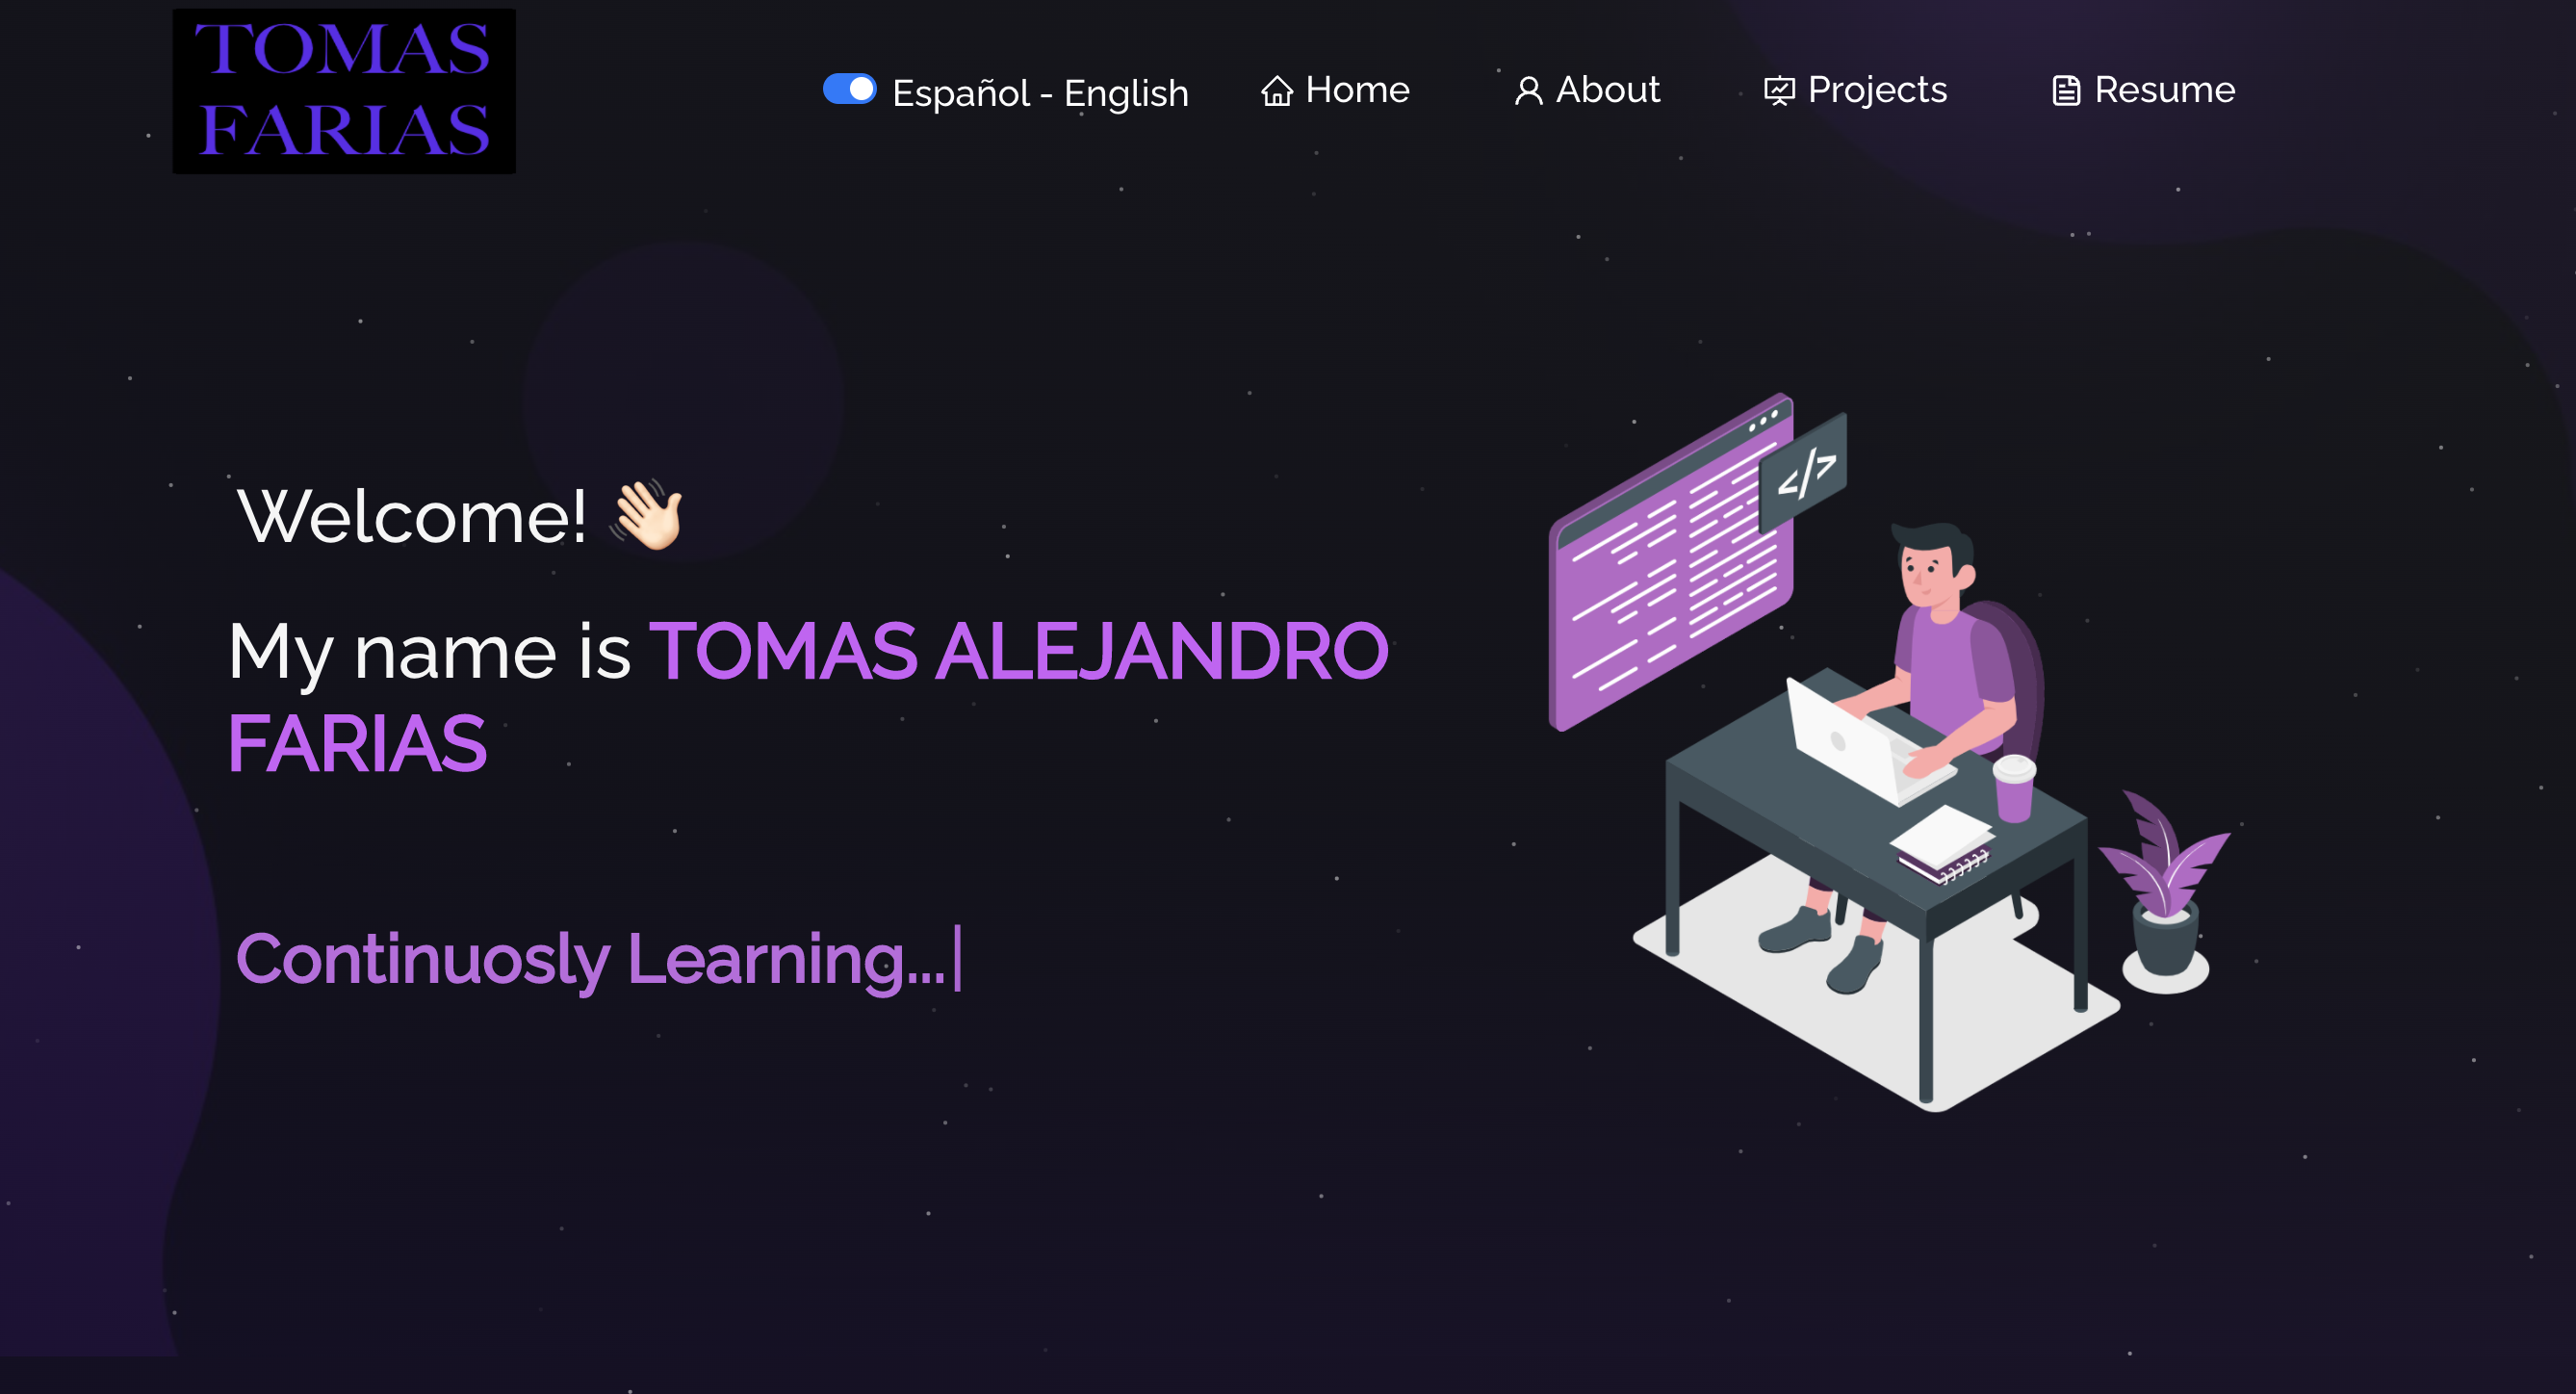 TOMAS
FARIAS
Español - English
Home
About
Projects
Resume
Welcome! 👋🏻
My name is TOMAS ALEJANDRO
FARIAS
Continuosly Learning...
</>